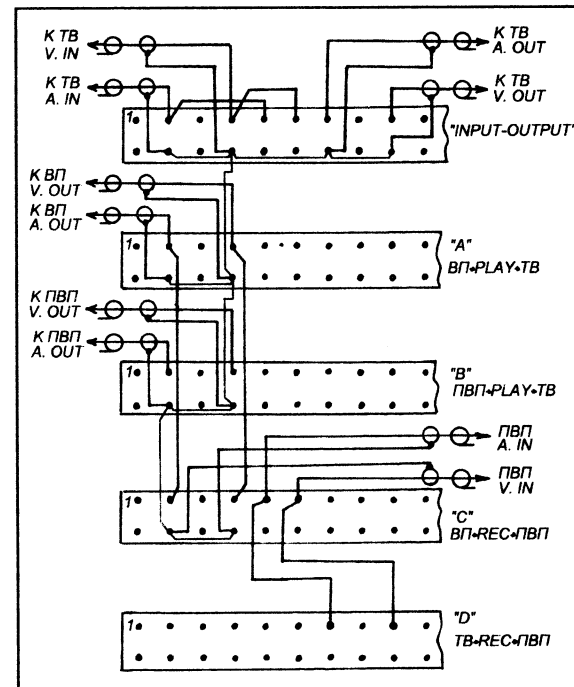 К ТВ
V. IN
К ТВ
A. OUT
К ТВ
A. IN
К ТВ
V. OUT
1
"INPUT-OUTPUT"
К ВП
V. OUT
К ВП
A. OUT
1
"A"
ВП•PLAY•ТВ
К ПВП
V. OUT
К ПВП
A. OUT
1
"B"
ПВП•PLAY•ТВ
ПВП
A. IN
ПВП
V. IN
1
"C"
ВП•REC•ПВП
1
"D"
ТВ•REC•ПВП